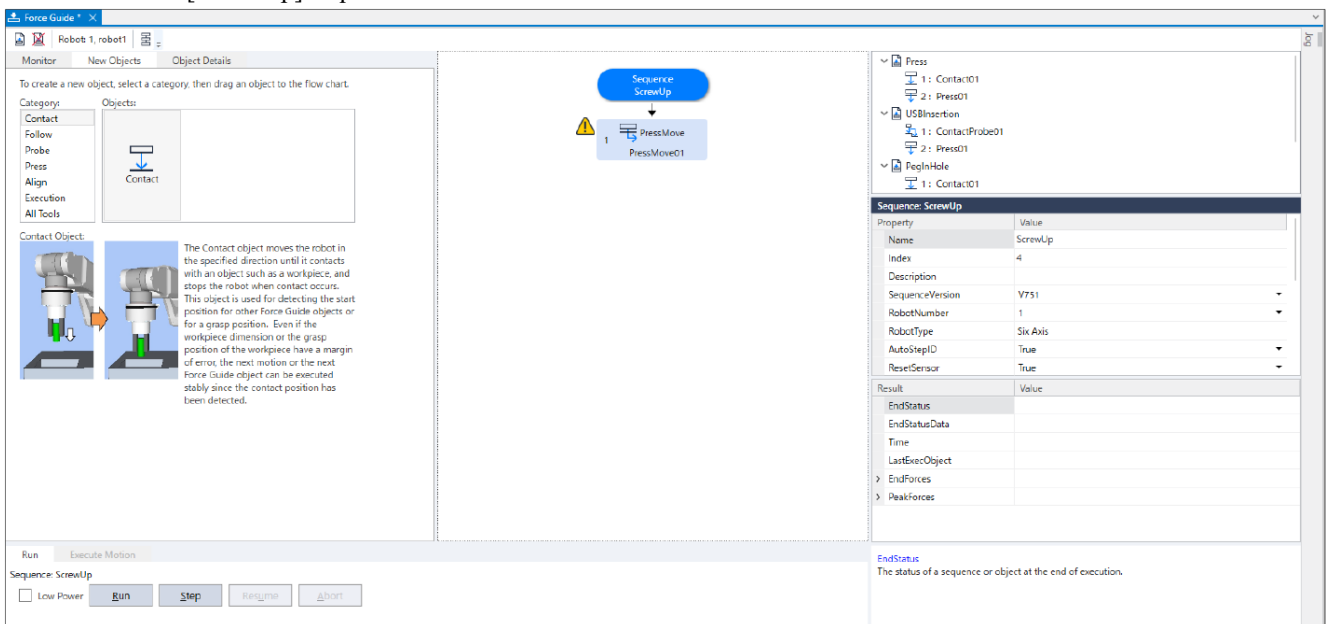 [ScrewUp]
Force Guide *
Robot: 1, robot1
Jog
Monitor New Objects Object Details
To create a new object, select a category, then drag an object to the flow chart.
Category: Objects:
Contact
Follow
Probe
Press
Align
Execution
All Tools
Contact
Contact Object:
The Contact object moves the robot in
the specified direction until it contacts
with an object such as a workpiece, and
stops the robot when contact occurs.
This object is used for detecting the start
position for other Force Guide objects or
for a grasp position. Even if the
workpiece dimension or the grasp
position of the workpiece have a margin
of error, the next motion or the next
Force Guide object can be executed
stably since the contact position has
been detected.
Sequence
ScrewUp
1
PressMove
PressMove01
Press
1: Contact01
2: Press01
USBInsertion
1: ContactProbe01
2: Press01
PegInHole
1: Contact01
Sequence: ScrewUp
Property Value
Name ScrewUp
Index 4
Description
SequenceVersion V751
RobotNumber 1
RobotType Six Axis
AutoStepID True
ResetSensor True
Result Value
EndStatus
EndStatusData
Time
LastExecObject
EndForces
PeakForces
EndStatus
The status of a sequence or object at the end of execution.
Run Execute Motion
Sequence: ScrewUp
Low Power Run Step Resume Abort